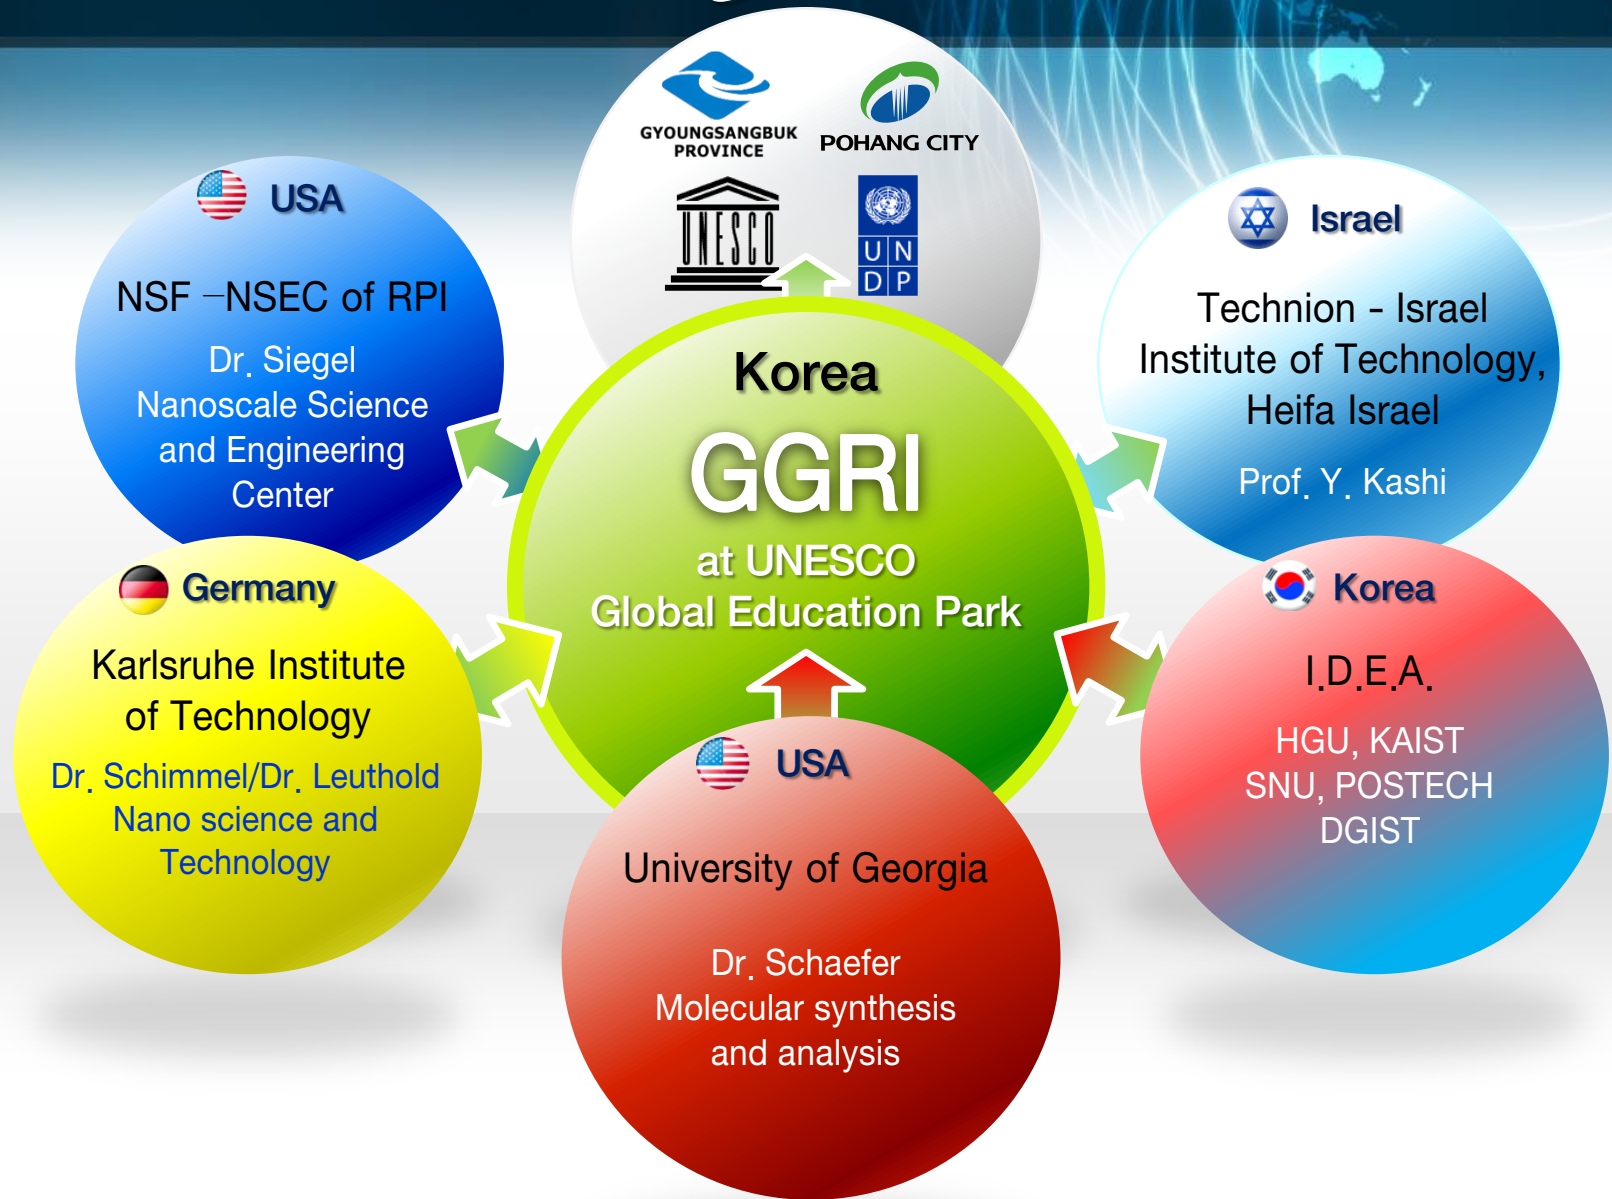 GYOUNGSANGBUK
PROVINCE
POHANG CITY
UNESCO
UN
DP
USA
NSF –NSEC of RPI
Dr. Siegel
Nanoscale Science
and Engineering
Center
Israel
Technion - Israel
Institute of Technology,
Heifa Israel
Prof. Y. Kashi
Korea
GGRI
at UNESCO
Global Education Park
Germany
Karlsruhe Institute
of Technology
Dr. Schimmel/Dr. Leuthold
Nano science and
Technology
Korea
I.D.E.A.
HGU, KAIST
SNU, POSTECH
DGIST
USA
University of Georgia
Dr. Schaefer
Molecular synthesis
and analysis